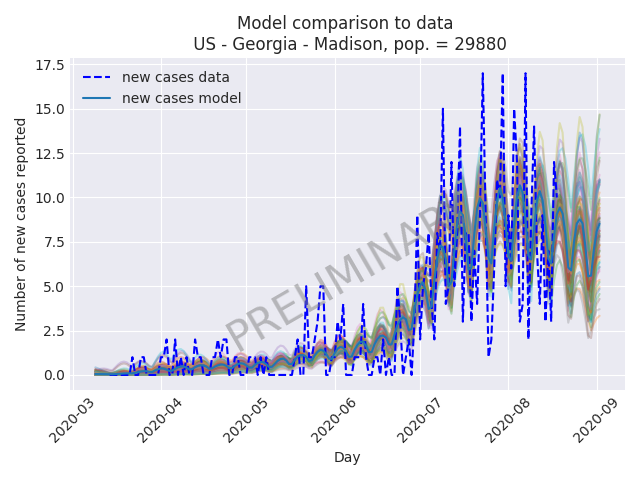 Model comparison to data
US - Georgia - Madison, pop. = 29880
17.5
15.0
12.5
10.0
7.5
5.0
2.5
0.0
Number of new cases reported
new cases data
new cases model
PRELIMINARY
2020-03
2020-04
2020-05
2020-06
2020-07
2020-08
2020-09
Day